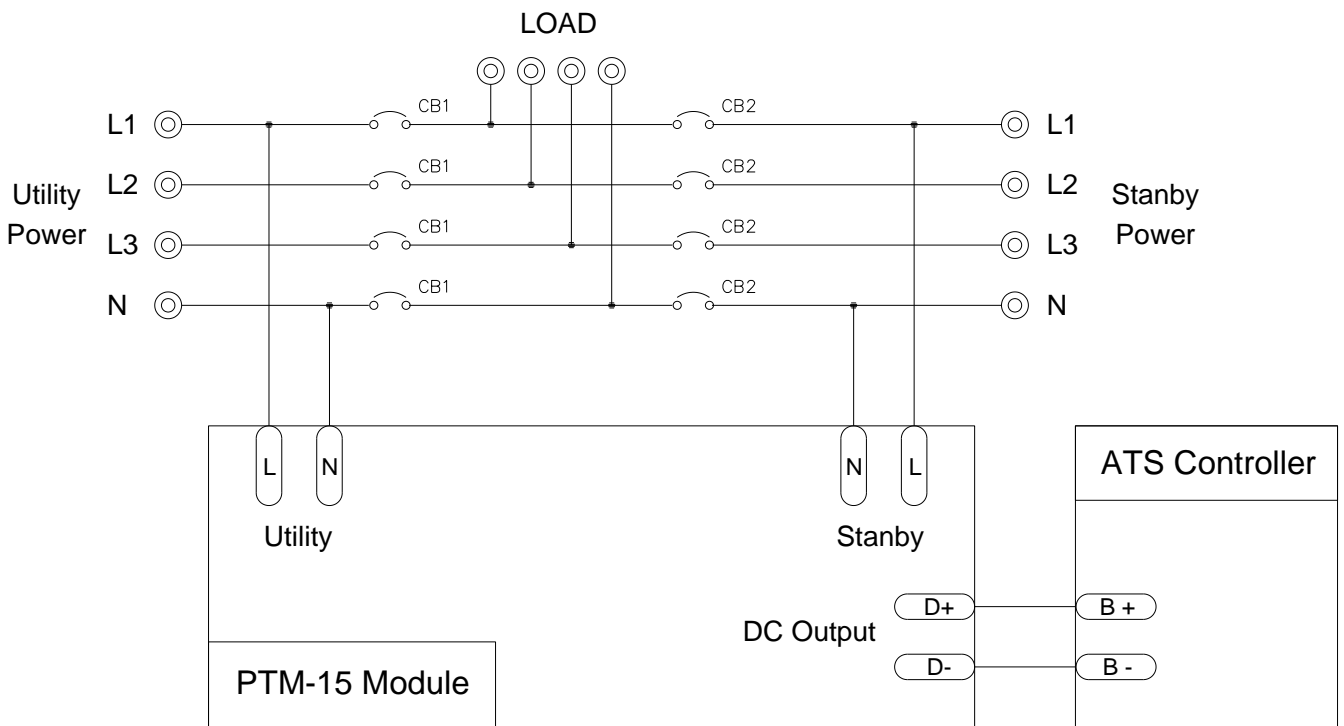 LOAD
L1
CB1
CB2
L1
Utility
Power
L2
CB1
CB2
L2
Stanby
Power
L3
CB1
CB2
L3
N
CB1
CB2
N
L
N
N
L
ATS Controller
Utility
Stanby
DC Output
D+
B +
D-
B -
PTM-15 Module